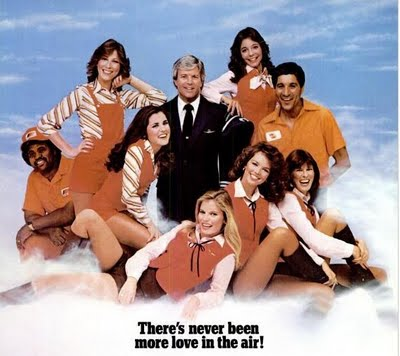 There's never been
more love in the air!